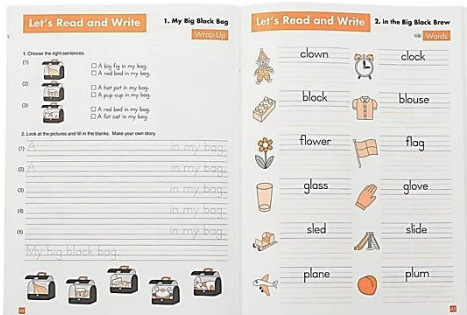 Let's Read and Write
1. My Big Black Bag
Wrap Up
1. Choose the right sentences.
(1)
A big fig in my bag.
A red bed in my bag.
(2)
A hot pot in my bag.
A pup cup in my bag.
(3)
A red bed in my bag.
A fat cat in my bag.
2. Look at the pictures and fill in the blanks. Make your own story.
(1) A in my bag,
(2) A in my bag,
(3) in my bag,
(4) in my bag,
(5) in my bag,
My big black bag.
Let's Read and Write
2. In the Big Black Brew
Words
clown clock
block blouse
flower flag
glass glove
sled slide
plane plum